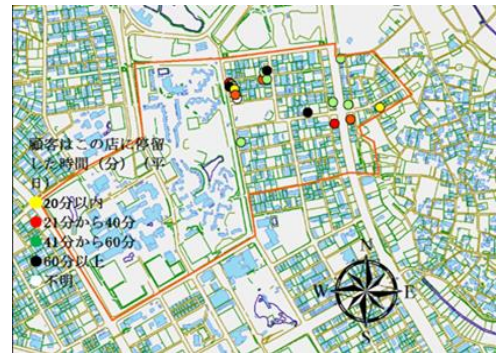 顧客はこの店に停留
した時間（分）（平
日）
20分以内
21分から40分
41分から60分
60分以上
不明
N
W
E
S